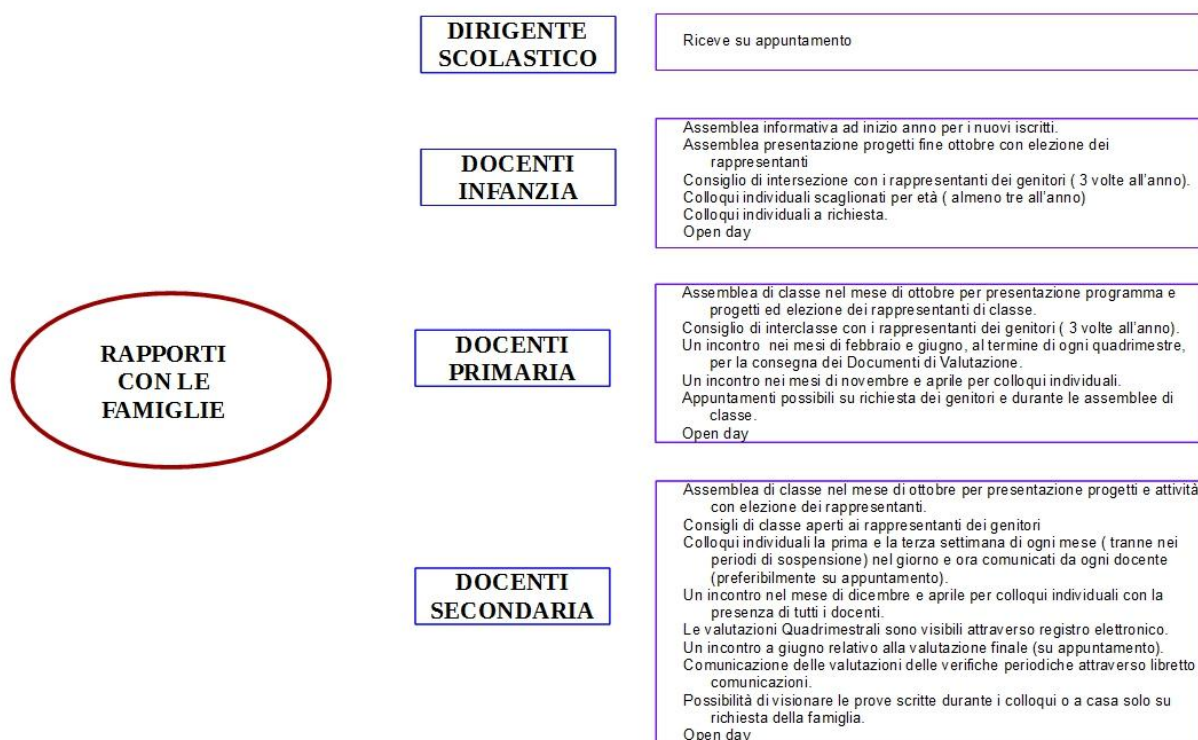 DIRIGENTE
SCOLASTICO
Riceve su appuntamento
DOCENTI
INFANZIA
Assemblea informativa ad inizio anno per i nuovi iscritti.
Assemblea presentazione progetti fine ottobre con elezione dei
rappresentanti
Consiglio di intersezione con i rappresentanti dei genitori ( 3 volte all'anno).
Colloqui individuali scaglionati per età ( almeno tre all'anno)
Colloqui individuali a richiesta.
Open day
RAPPORTI
CON LE
FAMIGLIE
DOCENTI
PRIMARIA
Assemblea di classe nel mese di ottobre per presentazione programma e
progetti ed elezione dei rappresentanti di classe.
Consiglio di interclasse con i rappresentanti dei genitori ( 3 volte all'anno).
Un incontro nei mesi di febbraio e giugno, al termine di ogni quadrimestre,
per la consegna dei Documenti di Valutazione.
Un incontro nei mesi di novembre e aprile per colloqui individuali.
Appuntamenti possibili su richiesta dei genitori e durante le assemblee di
classe.
Open day
DOCENTI
SECONDARIA
Assemblea di classe nel mese di ottobre per presentazione progetti e attività
con elezione dei rappresentanti.
Consigli di classe aperti ai rappresentanti dei genitori
Colloqui individuali la prima e la terza settimana di ogni mese ( tranne nei
periodi di sospensione) nel giorno e ora comunicati da ogni docente
(preferibilmente su appuntamento).
Un incontro nel mese di dicembre e aprile per colloqui individuali con la
presenza di tutti i docenti.
Le valutazioni Quadrimestrali sono visibili attraverso registro elettronico.
Un incontro a giugno relativo alla valutazione finale (su appuntamento).
Comunicazione delle valutazioni delle verifiche periodiche attraverso libretto
comunicazioni.
Possibilità di visionare le prove scritte durante i colloqui o a casa solo su
richiesta della famiglia.
Open day